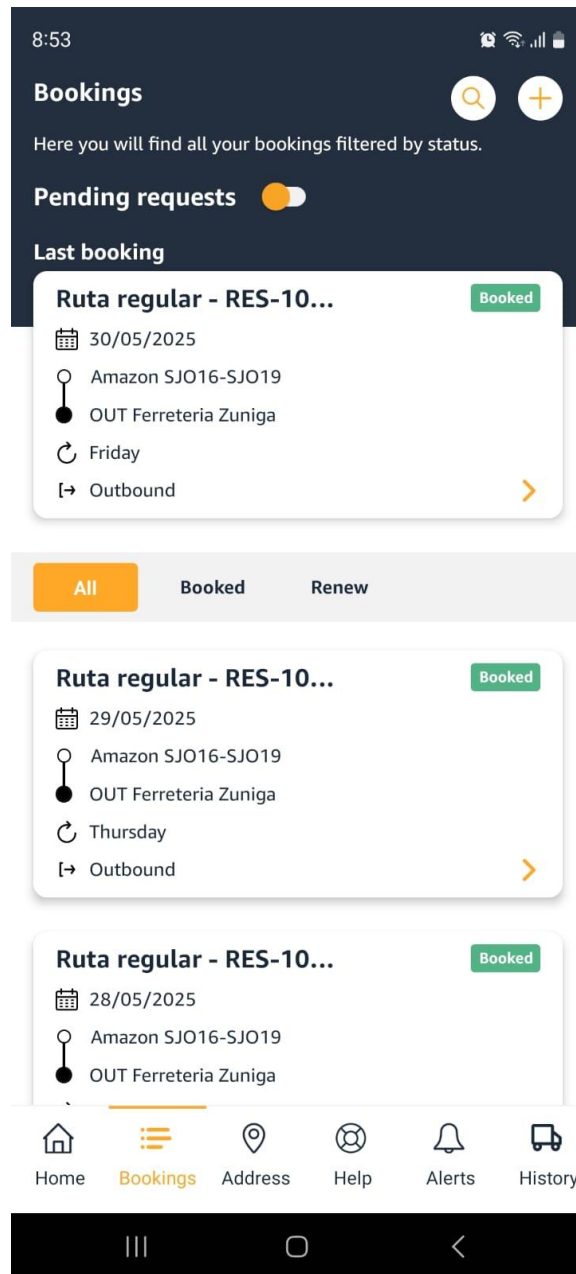 8:53
Bookings
Here you will find all your bookings filtered by status.
Pending requests
Last booking
Ruta regular - RES-10...
Booked
30/05/2025
Amazon SJO16-SJO19
OUT Ferreteria Zuniga
Friday
Outbound
All Booked Renew
Ruta regular - RES-10...
Booked
29/05/2025
Amazon SJO16-SJO19
OUT Ferreteria Zuniga
Thursday
Outbound
Ruta regular - RES-10...
Booked
28/05/2025
Amazon SJO16-SJO19
OUT Ferreteria Zuniga
Home Bookings Address Help Alerts History